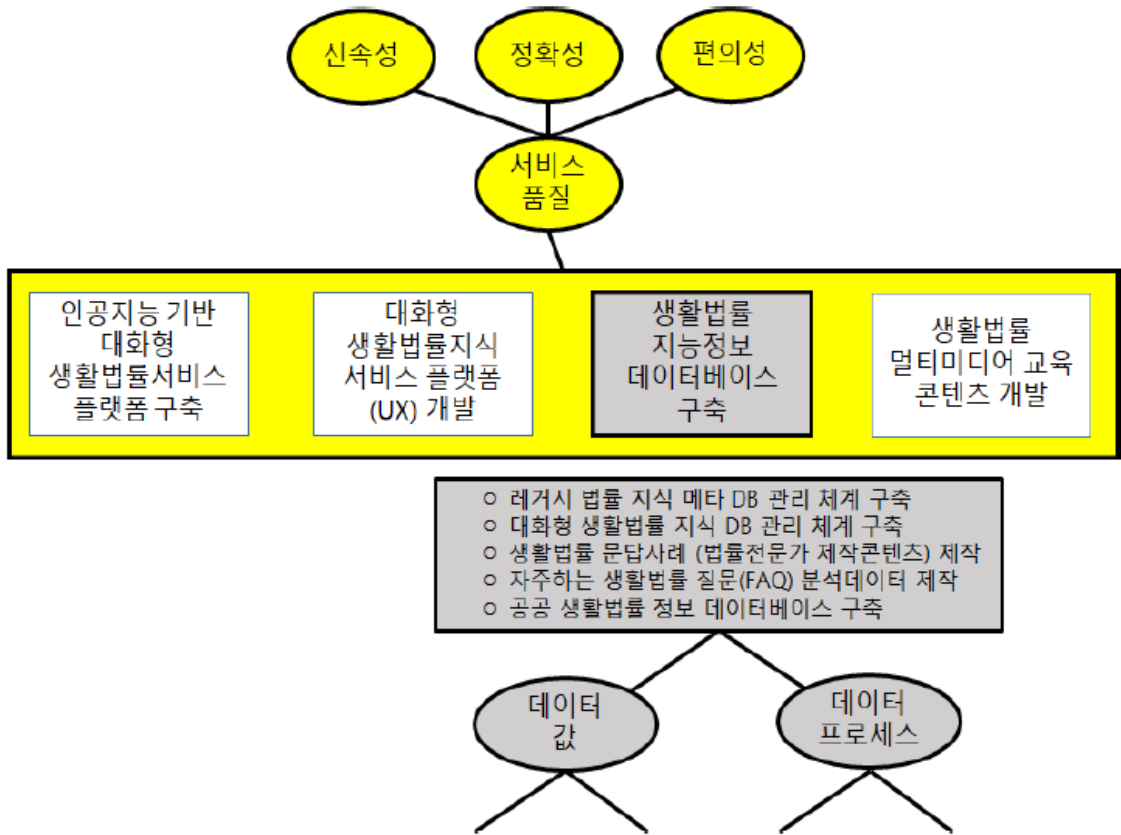 신속성
정확성
편의성
서비스
품질
인공지능 기반
대화형
생활법률서비스
플랫폼 구축
대화형
생활법률지식
서비스 플랫폼
(UX) 개발
생활법률
지능정보
데이터베이스
구축
생활법률
멀티미디어 교육
콘텐츠 개발
○ 레거시 법률 지식 메타 DB 관리 체계 구축
○ 대화형 생활법률 지식 DB 관리 체계 구축
○ 생활법률 문답사례 (법률전문가 제작콘텐츠) 제작
○ 자주하는 생활법률 질문(FAQ) 분석데이터 제작
○ 공공 생활법률 정보 데이터베이스 구축
데이터
값
데이터
프로세스